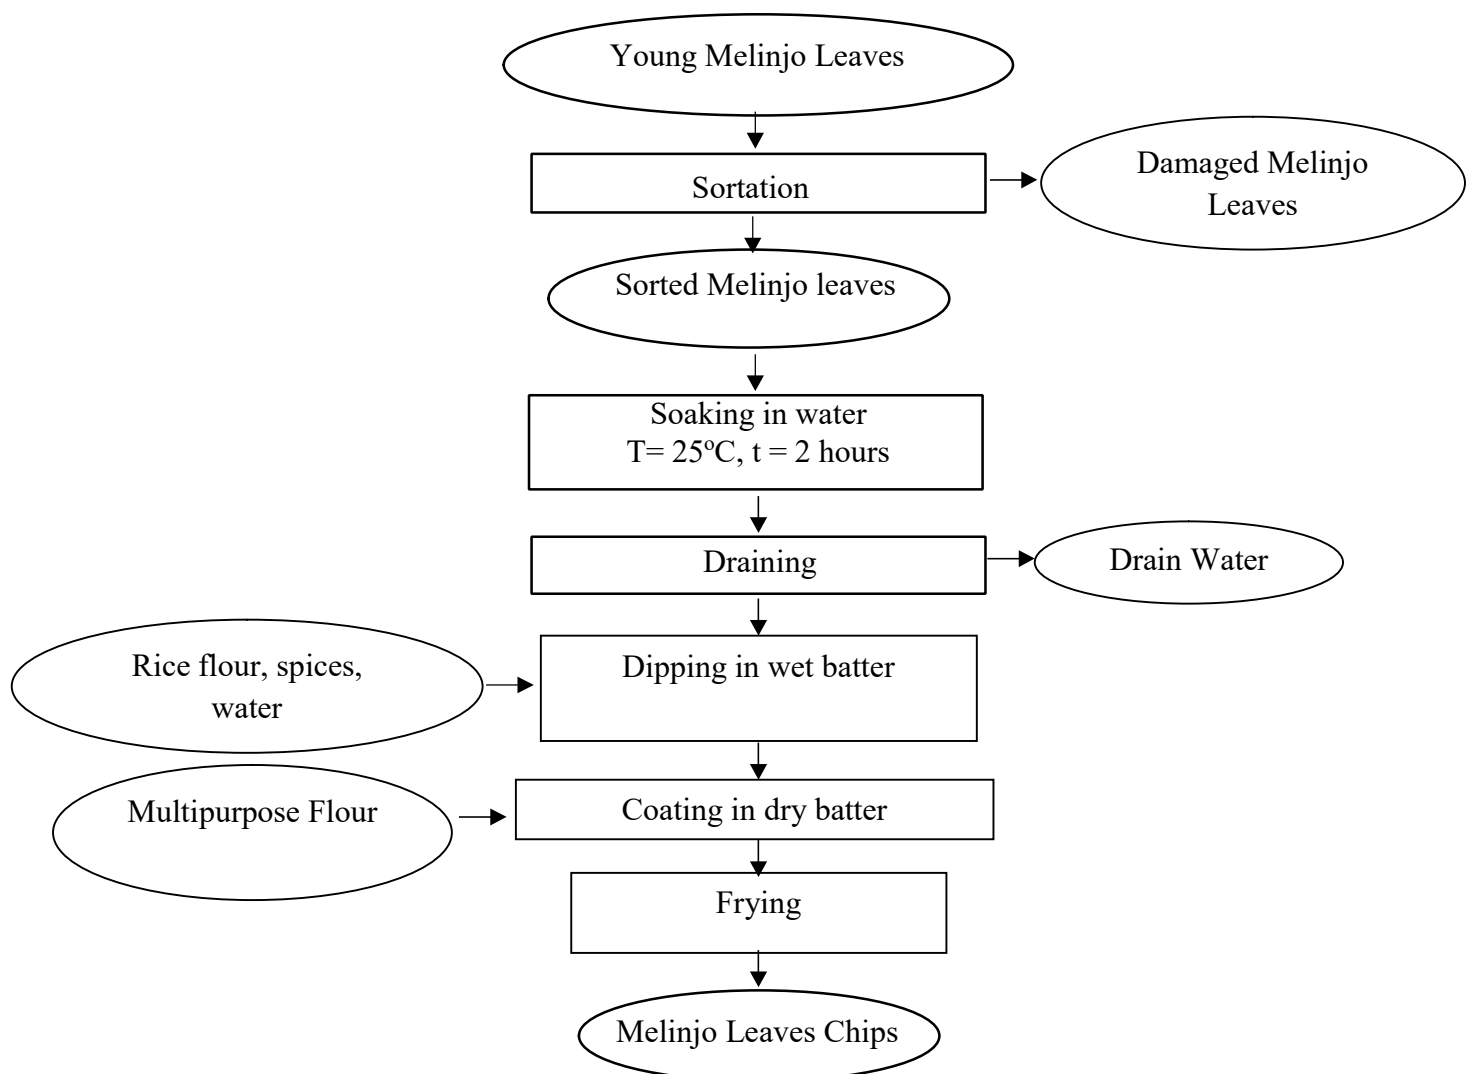 Young Melinjo Leaves
Sortation
Damaged Melinjo
Leaves
Sorted Melinjo leaves
Soaking in water
T= 25ºC, t = 2 hours
Draining
Drain Water
Rice flour, spices,
water
Dipping in wet batter
Multipurpose Flour
Coating in dry batter
Frying
Melinjo Leaves Chips